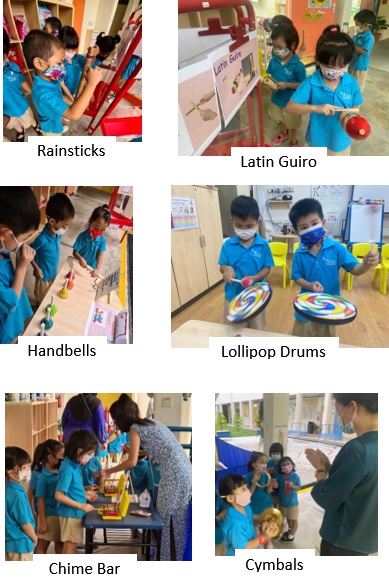 Rainsticks
Latin Guiro
Latin Guiro
Handbells
Lollipop Drums
Chime Bar
Cymbals